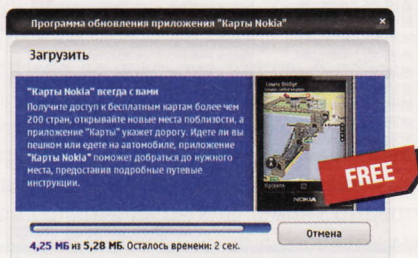 Программа обновления приложения "Карты Nokia"
Загрузить
"Карты Nokia" всегда с вами
Получите доступ к бесплатным картам более чем
200 стран, открывайте новые места поблизости, а
приложение "Карты" укажет дорогу. Идете ли вы
пешком или едете на автомобиле, приложение
"Карты Nokia" поможет добраться до нужного
места, предоставив подробные путевые
инструкции.
Tower Bridge
FREE
NOKIA
Отмена
4,25 МБ из 5,28 МБ. Осталось времени: 2 сек.